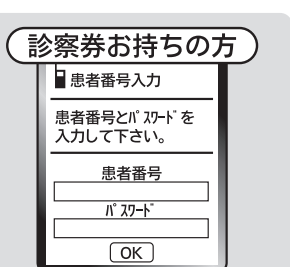 診察券お持ちの方
患者番号入力
患者番号とﾊﾟｽﾜｰﾄﾞを
入力して下さい。
患者番号
ﾊﾟｽﾜｰﾄﾞ
OK